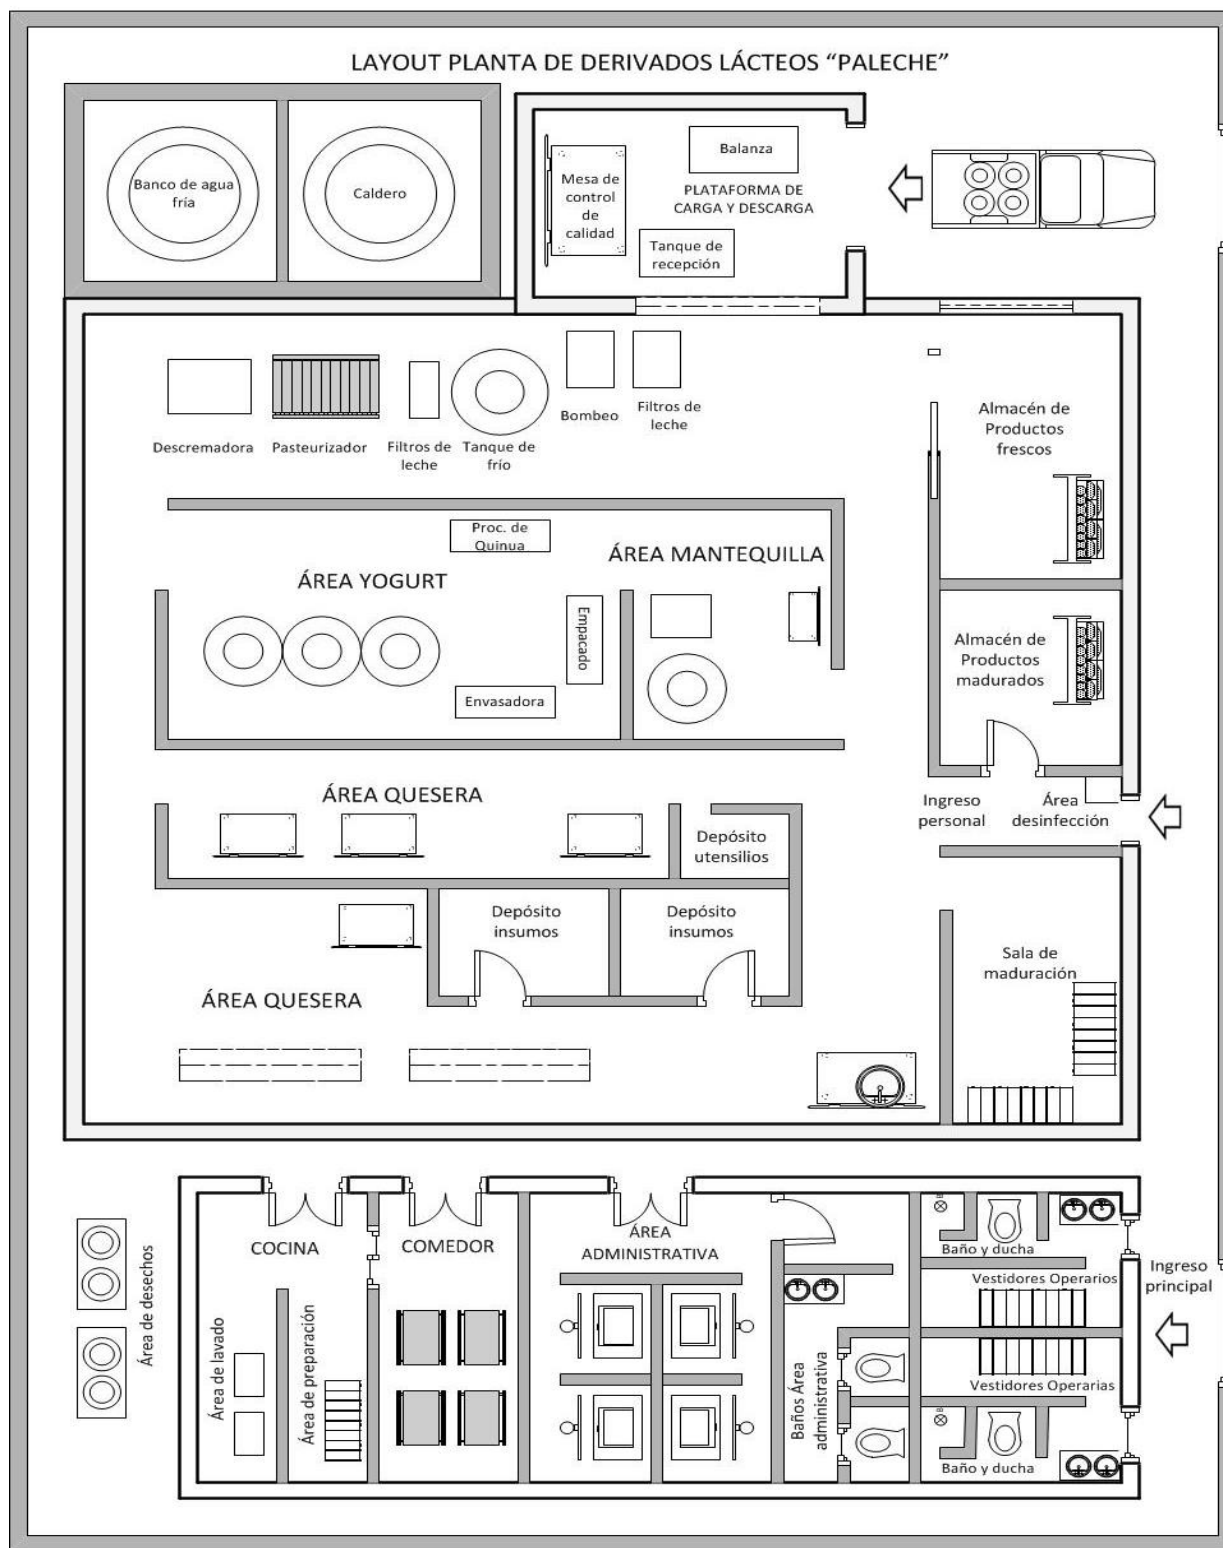 LAYOUT PLANTA DE DERIVADOS LÁCTEOS “PALECHE”
Banco de agua
fría
Caldero
Mesa de
control
de
calidad
Balanza
PLATAFORMA DE
CARGA Y DESCARGA
Tanque de
recepción
Descremadora
Pasteurizador
Filtros de
leche
Tanque de
frío
Bombeo
Filtros de
leche
Almacén de
Productos
frescos
Proc. de
Quinua
ÁREA YOGURT
ÁREA MANTEQUILLA
Empacado
Envasadora
Almacén de
Productos
madurados
ÁREA QUESERA
Depósito
utensilios
Ingreso
personal
Área
desinfección
Depósito
insumos
Depósito
insumos
Sala de
maduración
ÁREA QUESERA
COCINA
COMEDOR
ÁREA
ADMINISTRATIVA
Baño y ducha
Vestidores Operarios
Ingreso
principal
Área de desechos
Área de lavado
Área de preparación
Baños Área
administrativa
Vestidores Operarias
Baño y ducha